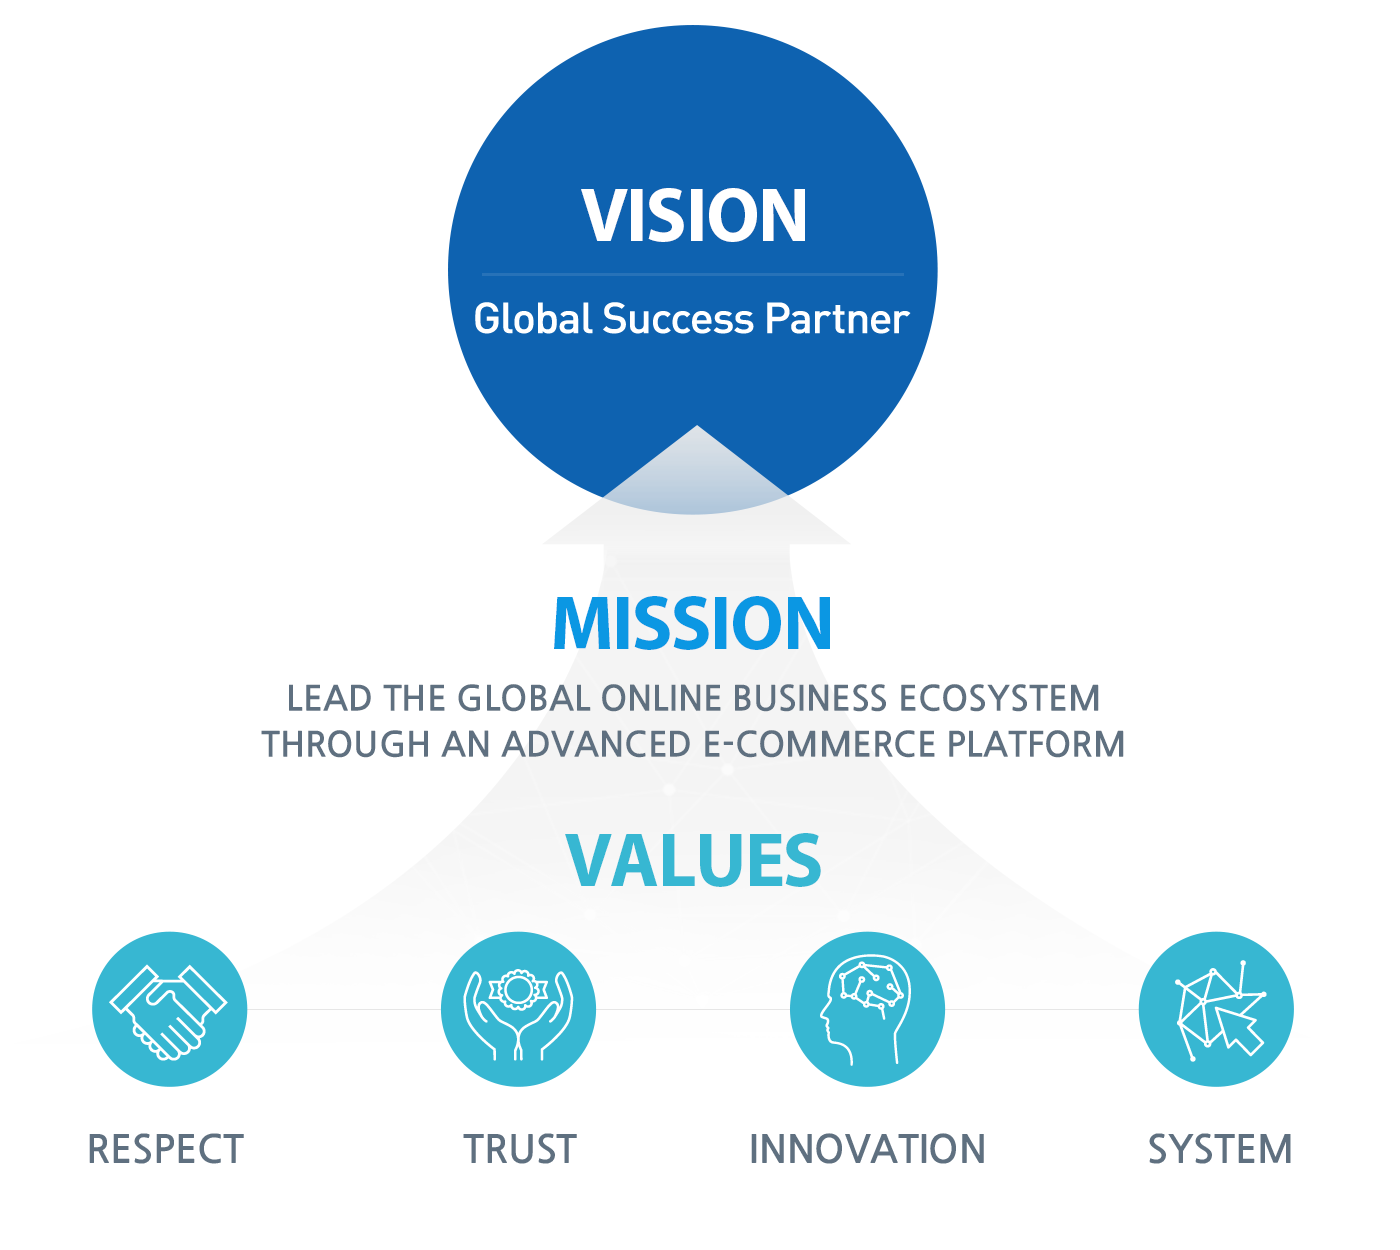 VISION
Global Success Partner
MISSION
LEAD THE GLOBAL ONLINE BUSINESS ECOSYSTEM
THROUGH AN ADVANCED E-COMMERCE PLATFORM
VALUES
RESPECT
TRUST
INNOVATION
SYSTEM